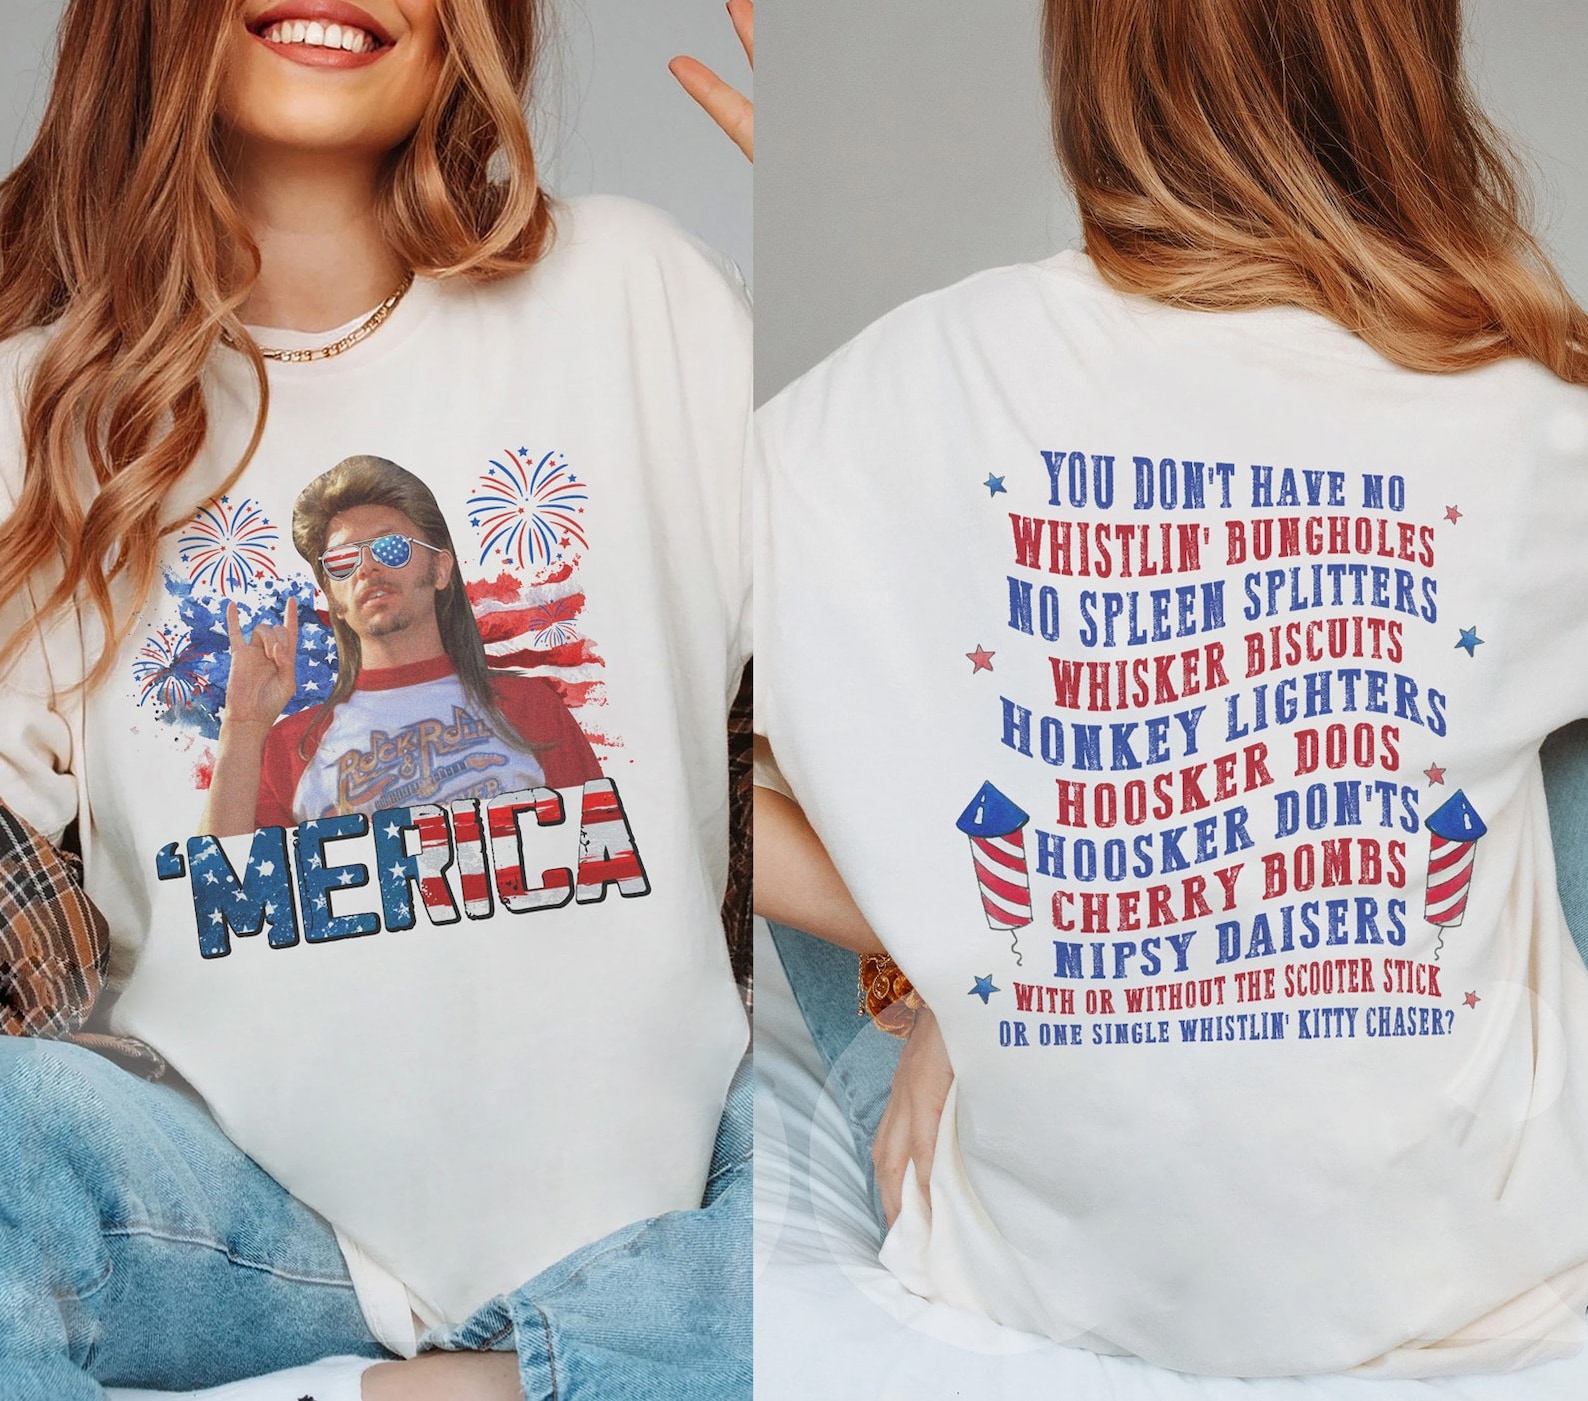 ROCK & ROLL
'MERICA
YOU DON'T HAVE NO
WHISTLIN' BUNGHOLES
NO SPLEEN SPLITTERS
WHISKER BISCUITS
HONKEY LIGHTERS
HOOSKER DOOS
HOOSKER DON'TS
CHERRY BOMBS
NIPSY DAISERS
WITH OR WITHOUT THE SCOOTER STICK
OR ONE SINGLE WHISTLIN' KITTY CHASER?